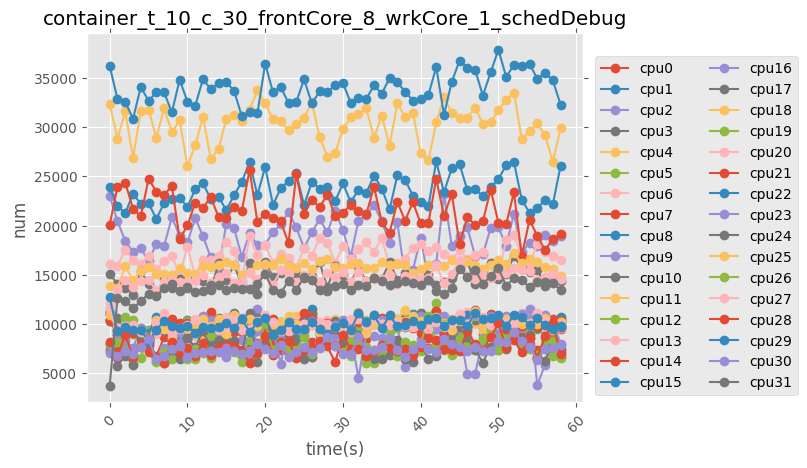 container_t_10_c_30_frontCore_8_wrkCore_1_schedDebug
num
35000
30000
25000
20000
15000
10000
5000
0
10
20
30
40
50
60
time(s)
cpu0
cpu1
cpu2
cpu3
cpu4
cpu5
cpu6
cpu7
cpu8
cpu9
cpu10
cpu11
cpu12
cpu13
cpu14
cpu15
cpu16
cpu17
cpu18
cpu19
cpu20
cpu21
cpu22
cpu23
cpu24
cpu25
cpu26
cpu27
cpu28
cpu29
cpu30
cpu31